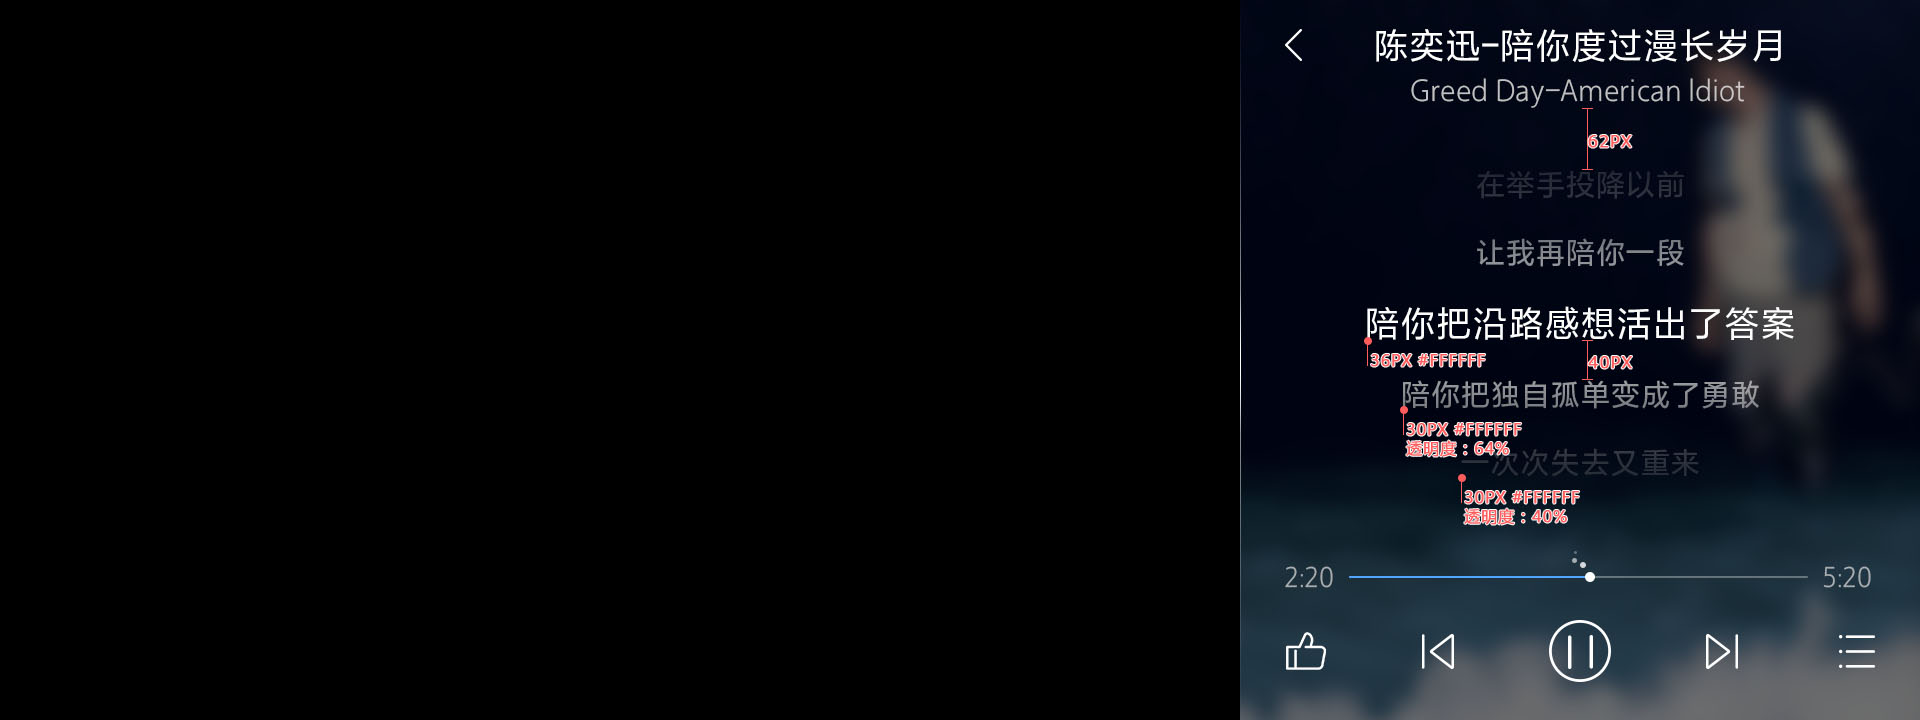 陈奕迅-陪你度过漫长岁月
Greed Day-American Idiot
62PX
在举手投降以前
让我再陪你一段
陪你把沿路感想活出了答案
36PX #FFFFFF
40PX
陪你把独自孤单变成了勇敢
30PX #FFFFFF
透明度：64%
一次次失去又重来
30PX #FFFFFF
透明度：40%
2:20
5:20